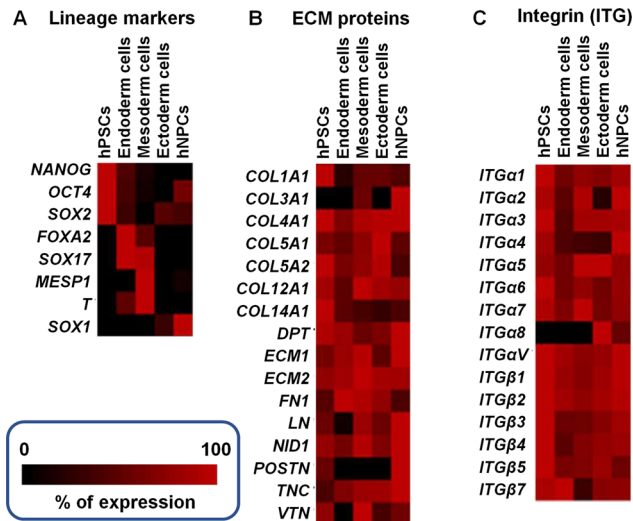 A Lineage markers
hPSCs
Endoderm cells
Mesoderm cells
Ectoderm cells
hNPCs
NANOG
OCT4
SOX2
FOXA2
SOX17
MESP1
T
SOX1
0 100
% of expression
B ECM proteins
hPSCs
Endoderm cells
Mesoderm cells
Ectoderm cells
hNPCs
COL1A1
COL3A1
COL4A1
COL5A1
COL5A2
COL12A1
COL14A1
DPT
ECM1
ECM2
FN1
LN
NID1
POSTN
TNC
VTN
C Integrin (ITG)
hPSCs
Endoderm cells
Mesoderm cells
Ectoderm cells
hNPCs
ITGα1
ITGα2
ITGα3
ITGα4
ITGα5
ITGα6
ITGα7
ITGα8
ITGαV
ITGβ1
ITGβ2
ITGβ3
ITGβ4
ITGβ5
ITGβ7